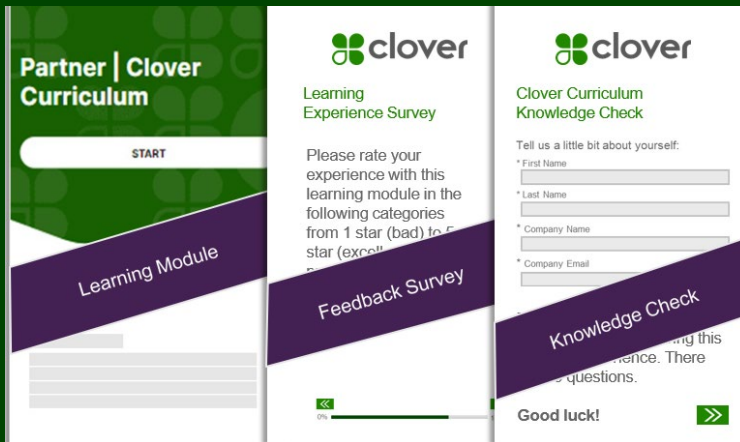 Partner | Clover
Curriculum
START
Learning Module
clover
Learning
Experience Survey
Please rate your
experience with this
learning module in the
following categories
from 1 star (bad) to 5
star
Feedback Survey
0%
clover
Clover Curriculum
Knowledge Check
Tell us a little bit about yourself:
* First Name
* Last Name
* Company Name
* Company Email
Knowledge Check
this
There
questions.
Good luck!